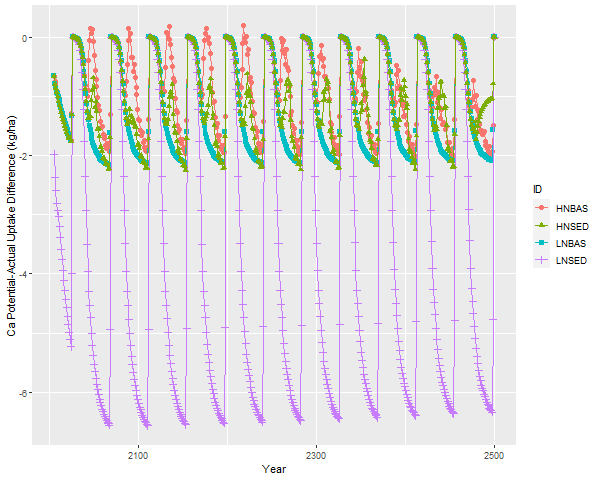 Ca Potential-Actual Uptake Difference (kg/ha)
0
-2
-4
-6
2100
2300
2500
Year
ID
HNBAS
HNSED
LNBAS
LNSED